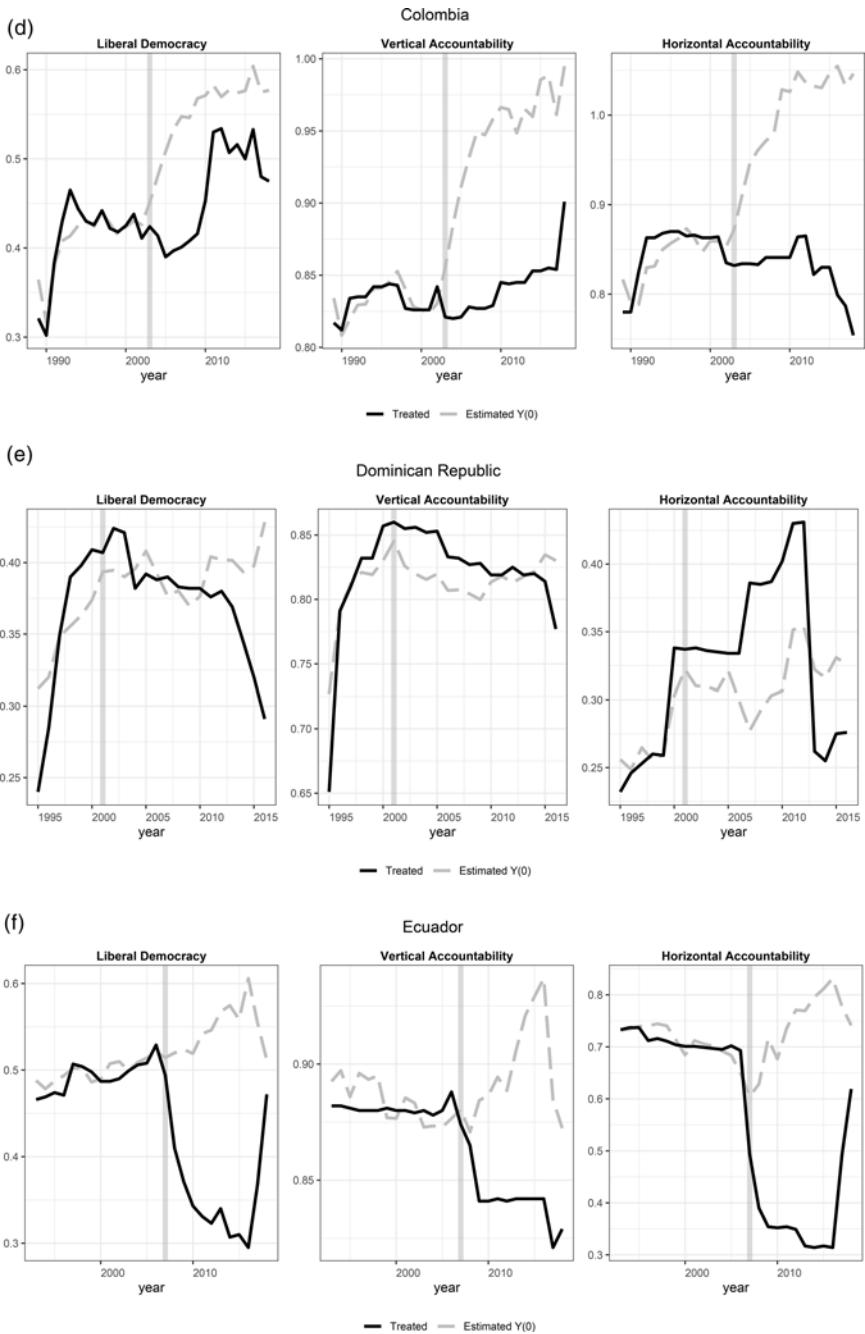 (d)
Colombia
Liberal Democracy
Vertical Accountability
Horizontal Accountability
0.6
0.5
0.4
0.3
1990
2000
2010
year
1.00
0.95
0.90
0.85
0.80
1990
2000
2010
year
1.0
0.9
0.8
1990
2000
2010
year
Treated
Estimated Y(0)
(e)
Dominican Republic
Liberal Democracy
Vertical Accountability
Horizontal Accountability
0.40
0.35
0.30
0.25
1995
2000
2005
2010
2015
year
0.85
0.80
0.75
0.70
0.65
1995
2000
2005
2010
2015
year
0.40
0.35
0.30
0.25
1995
2000
2005
2010
2015
year
Treated
Estimated Y(0)
(f)
Ecuador
Liberal Democracy
Vertical Accountability
Horizontal Accountability
0.6
0.5
0.4
0.3
2000
2010
year
0.90
0.85
2000
2010
year
0.8
0.7
0.6
0.5
0.4
0.3
2000
2010
year
Treated
Estimated Y(0)